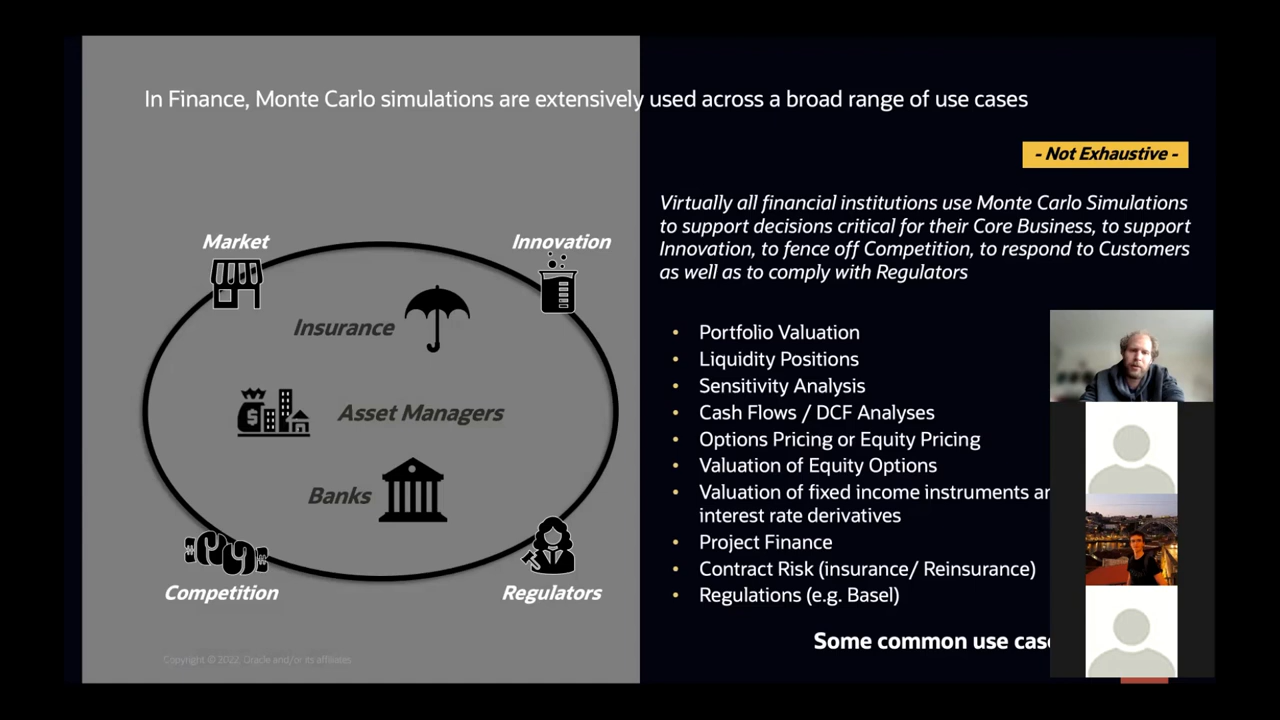 In Finance, Monte Carlo simulations are extensively used across a broad range of use cases
- Not Exhaustive -
Market
Innovation
Insurance
Asset Managers
Banks
Competition
Regulators
Copyright © 2022, Oracle and/or its affiliates
Virtually all financial institutions use Monte Carlo Simulations
to support decisions critical for their Core Business, to support
Innovation, to fence off Competition, to respond to Customers
as well as to comply with Regulators
• Portfolio Valuation
• Liquidity Positions
• Sensitivity Analysis
• Cash Flows / DCF Analyses
• Options Pricing or Equity Pricing
• Valuation of Equity Options
• Valuation of fixed income instruments
interest rate derivatives
• Project Finance
• Contract Risk (insurance/ Reinsurance)
• Regulations (e.g. Basel)
Some common use